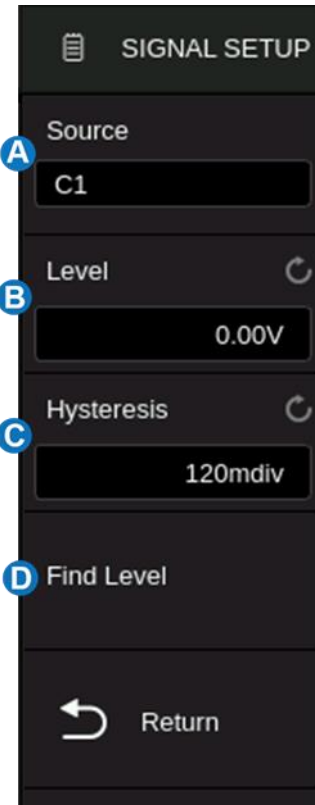 SIGNAL SETUP
Source
A
C1
Level
B
0.00V
Hysteresis
C
120mdiv
D Find Level
Return